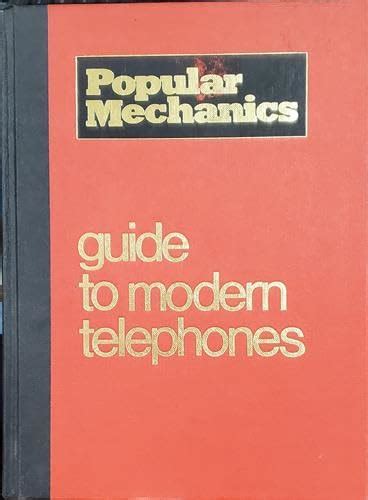 Popular
Mechanics
guide
to modern
telephones